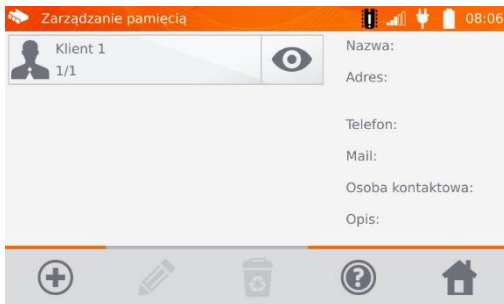 Zarządzanie pamięcią
08:06
Klient 1
1/1
Nazwa:
Adres:
Telefon:
Mail:
Osoba kontaktowa:
Opis: